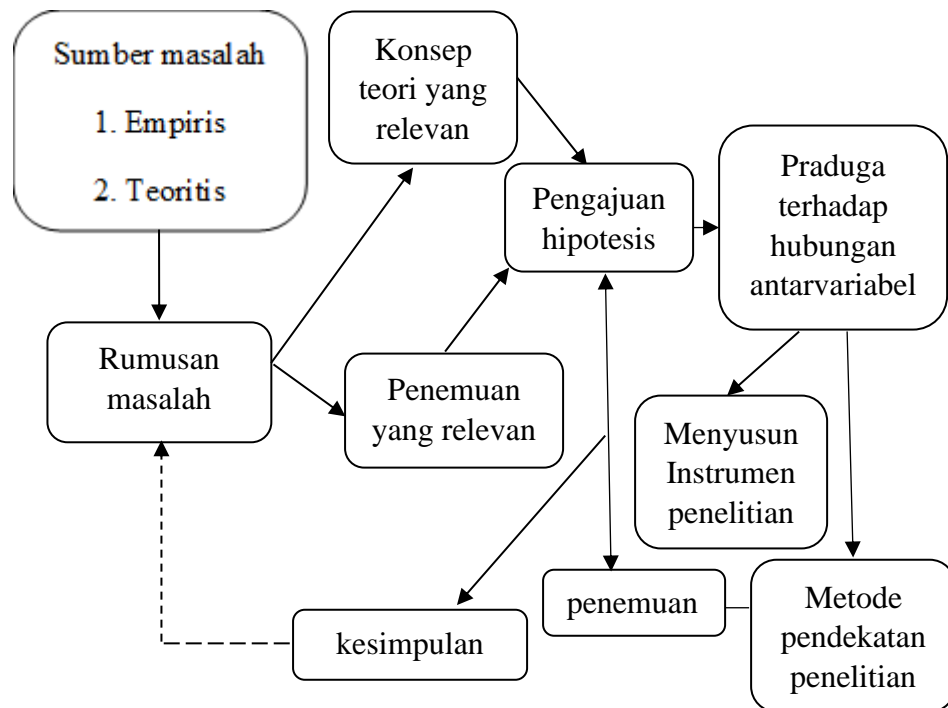 Sumber masalah
1. Empiris
2. Teoritis
Konsep
teori yang
relevan
Pengajuan
hipotesis
Praduga
terhadap
hubungan
antarvariabel
Rumusan
masalah
Penemuan
yang relevan
Menyusun
Instrumen
penelitian
penemuan
Metode
pendekatan
penelitian
kesimpulan